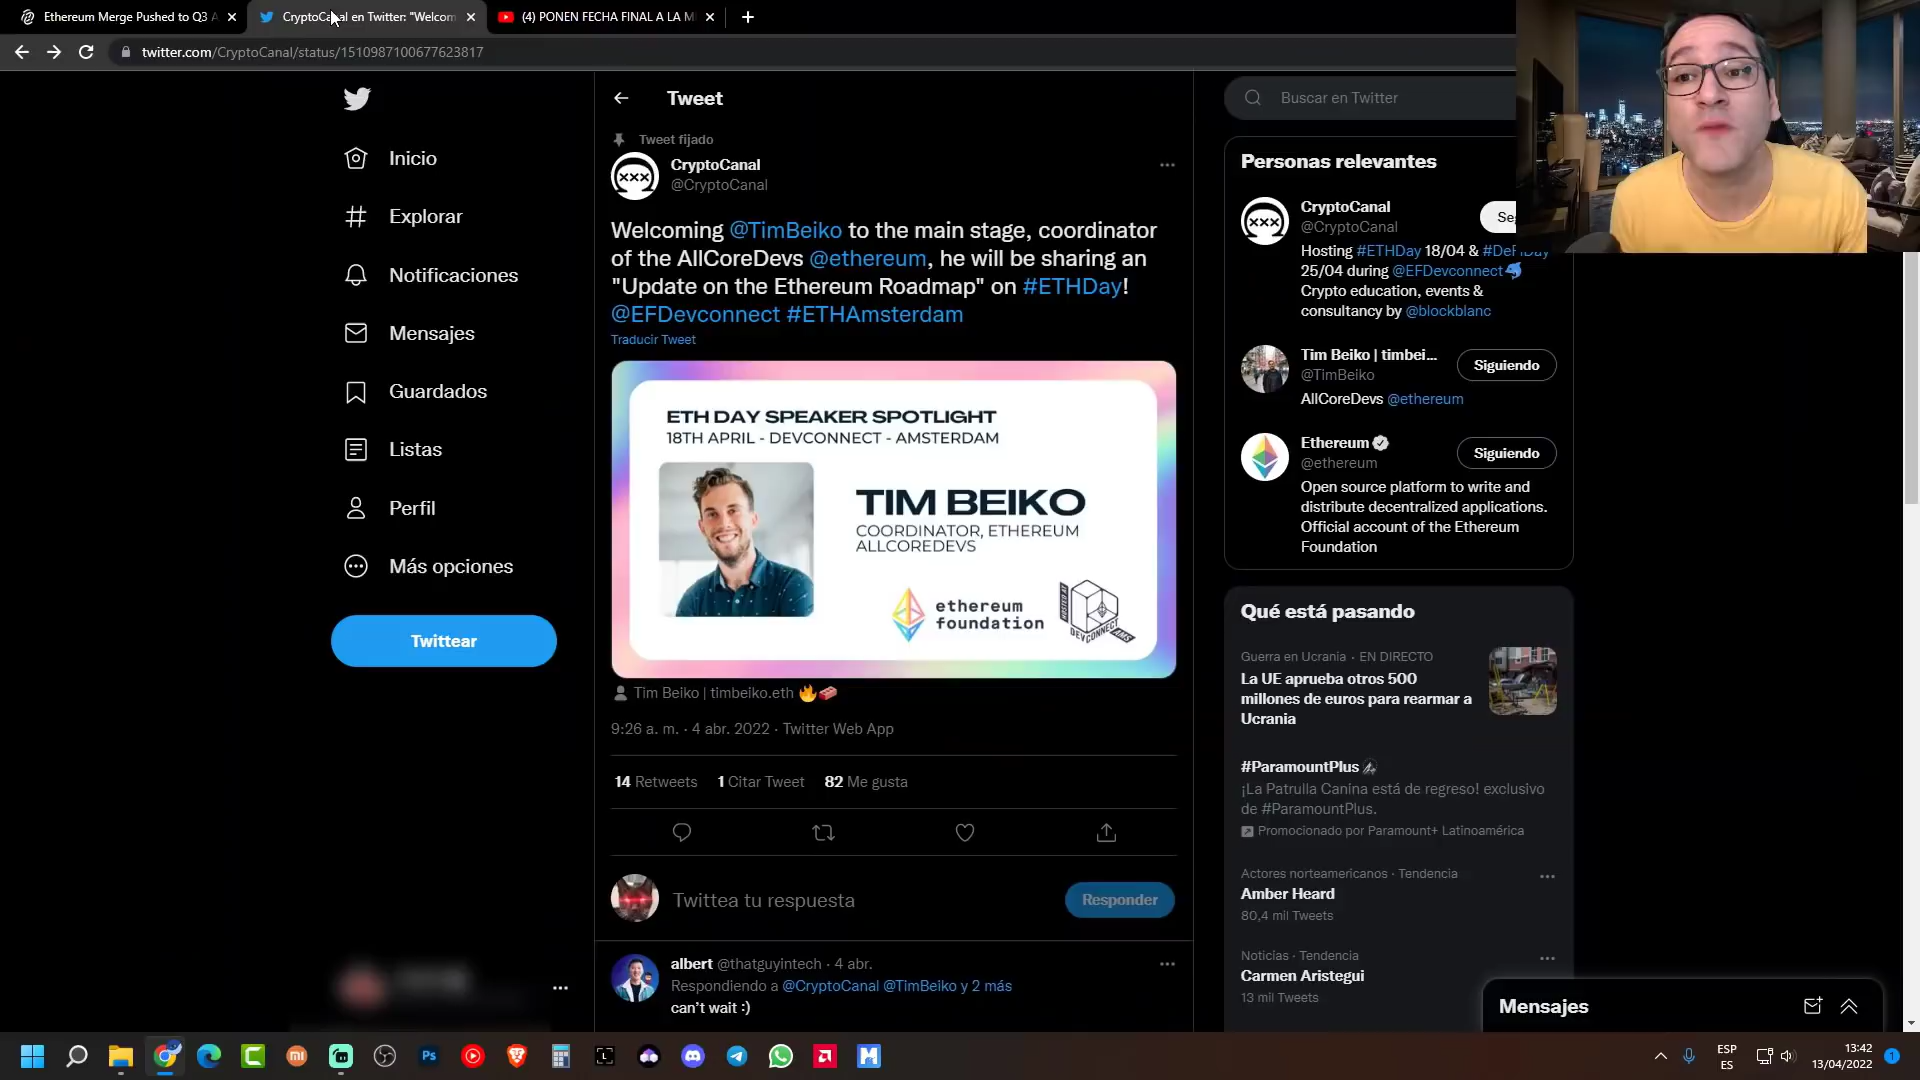 Ethereum Merge Pushed to Q3 A
CryptoCanal en Twitter: "Welcom
(4) PONEN FECHA FINAL A LA M
twitter.com/CryptoCanal/status/1510987100677623817
Inicio
Explorar
Notificaciones
Mensajes
Guardados
Listas
Perfil
Más opciones
Twittear
Tweet
Tweet fijado
CryptoCanal
@CryptoCanal
Welcoming @TimBeiko to the main stage, coordinator
of the AllCoreDevs @ethereum, he will be sharing an
"Update on the Ethereum Roadmap" on #ETHDay!
@EFDevconnect #ETHAmsterdam
Traducir Tweet
ETH DAY SPEAKER SPOTLIGHT
18TH APRIL - DEVCONNECT - AMSTERDAM
TIM BEIKO
COORDINATOR, ETHEREUM
ALLCOREDEVS
ethereum
foundation
HOSTED AT
DEVCONNECT AMS
Tim Beiko | timbeiko.eth
9:26 a. m. · 4 abr. 2022 · Twitter Web App
14 Retweets 1 Citar Tweet 82 Me gusta
Twittea tu respuesta
Responder
albert @thatguyintech · 4 abr.
Respondiendo a @CryptoCanal @TimBeiko y 2 más
can't wait :)
Buscar en Twitter
Personas relevantes
CryptoCanal
@CryptoCanal
Hosting #ETHDay 18/04 & #DeFiDay
25/04 during @EFDevconnect
Crypto education, events &
consultancy by @blockblanc
Tim Beiko | timbei...
@TimBeiko
Siguiendo
AllCoreDevs @ethereum
Ethereum
@ethereum
Siguiendo
Open source platform to write and
distribute decentralized applications.
Official account of the Ethereum
Foundation
Qué está pasando
Guerra en Ucrania · EN DIRECTO
La UE aprueba otros 500
millones de euros para rearmar a
Ucrania
#ParamountPlus
¡La Patrulla Canina está de regreso! exclusivo
de #ParamountPlus.
Promocionado por Paramount+ Latinoamérica
Actores norteamericanos · Tendencia
Amber Heard
80,4 mil Tweets
Noticias · Tendencia
Carmen Aristegui
13 mil Tweets
Mensajes
ESP
ES
13:42
13/04/2022